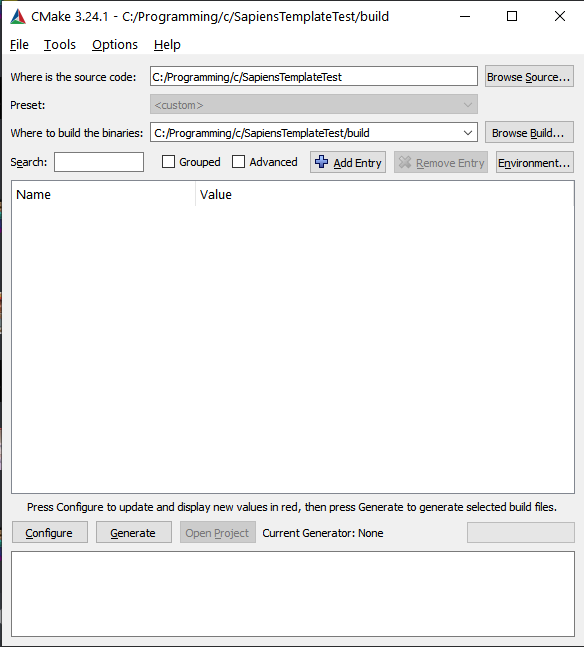 CMake 3.24.1 - C:/Programming/c/SapiensTemplateTest/build
File Tools Options Help
Where is the source code: C:/Programming/c/SapiensTemplateTest Browse Source...
Preset: <custom>
Where to build the binaries: C:/Programming/c/SapiensTemplateTest/build Browse Build...
Search: Grouped Advanced Add Entry Remove Entry Environment...
Name Value
Press Configure to update and display new values in red, then press Generate to generate selected build files.
Configure Generate Open Project Current Generator: None